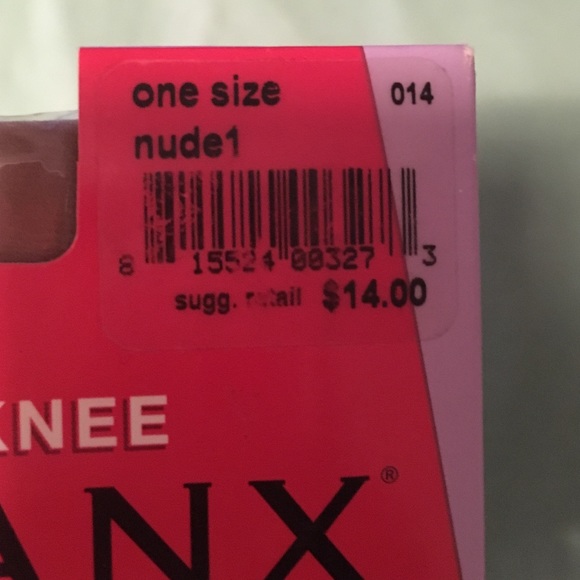 one size 014
nude1
8 15524 00327 3
sugg. retail $14.00
KNEE
ANX®